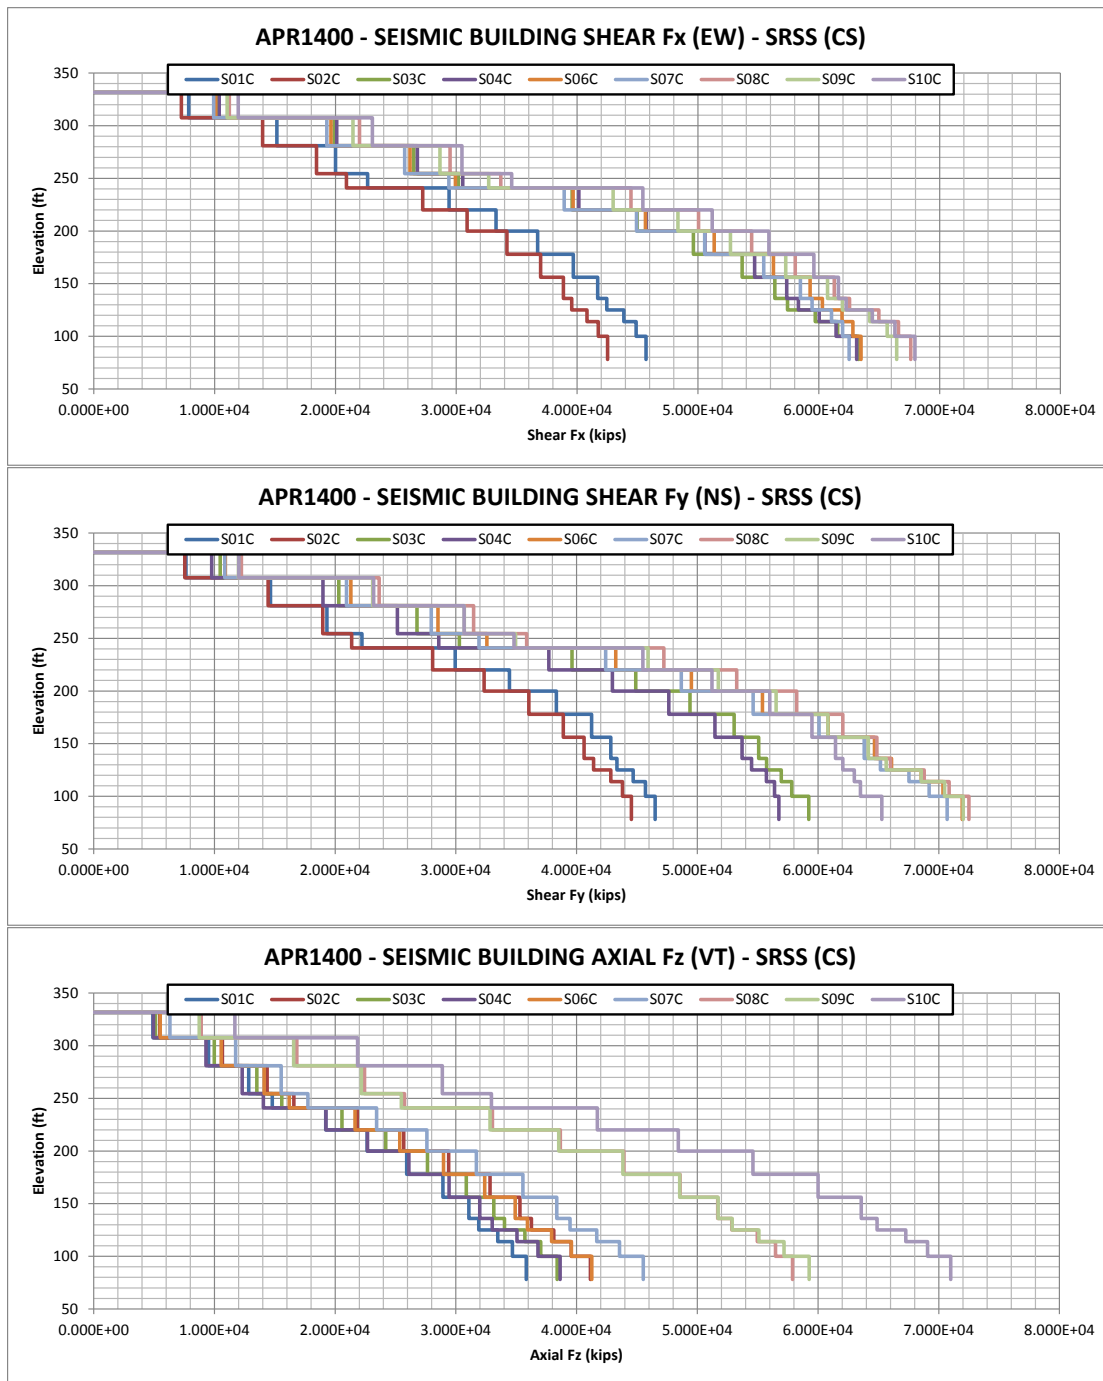 APR1400 - SEISMIC BUILDING SHEAR Fx (EW) - SRSS (CS)
S01C S02C S03C S04C S06C S07C S08C S09C S10C
350
300
250
200
150
100
50
Elevation (ft)
0.000E+00 1.000E+04 2.000E+04 3.000E+04 4.000E+04 5.000E+04 6.000E+04 7.000E+04 8.000E+04
Shear Fx (kips)
APR1400 - SEISMIC BUILDING SHEAR Fy (NS) - SRSS (CS)
S01C S02C S03C S04C S06C S07C S08C S09C S10C
350
300
250
200
150
100
50
Elevation (ft)
0.000E+00 1.000E+04 2.000E+04 3.000E+04 4.000E+04 5.000E+04 6.000E+04 7.000E+04 8.000E+04
Shear Fy (kips)
APR1400 - SEISMIC BUILDING AXIAL Fz (VT) - SRSS (CS)
S01C S02C S03C S04C S06C S07C S08C S09C S10C
350
300
250
200
150
100
50
Elevation (ft)
0.000E+00 1.000E+04 2.000E+04 3.000E+04 4.000E+04 5.000E+04 6.000E+04 7.000E+04 8.000E+04
Axial Fz (kips)